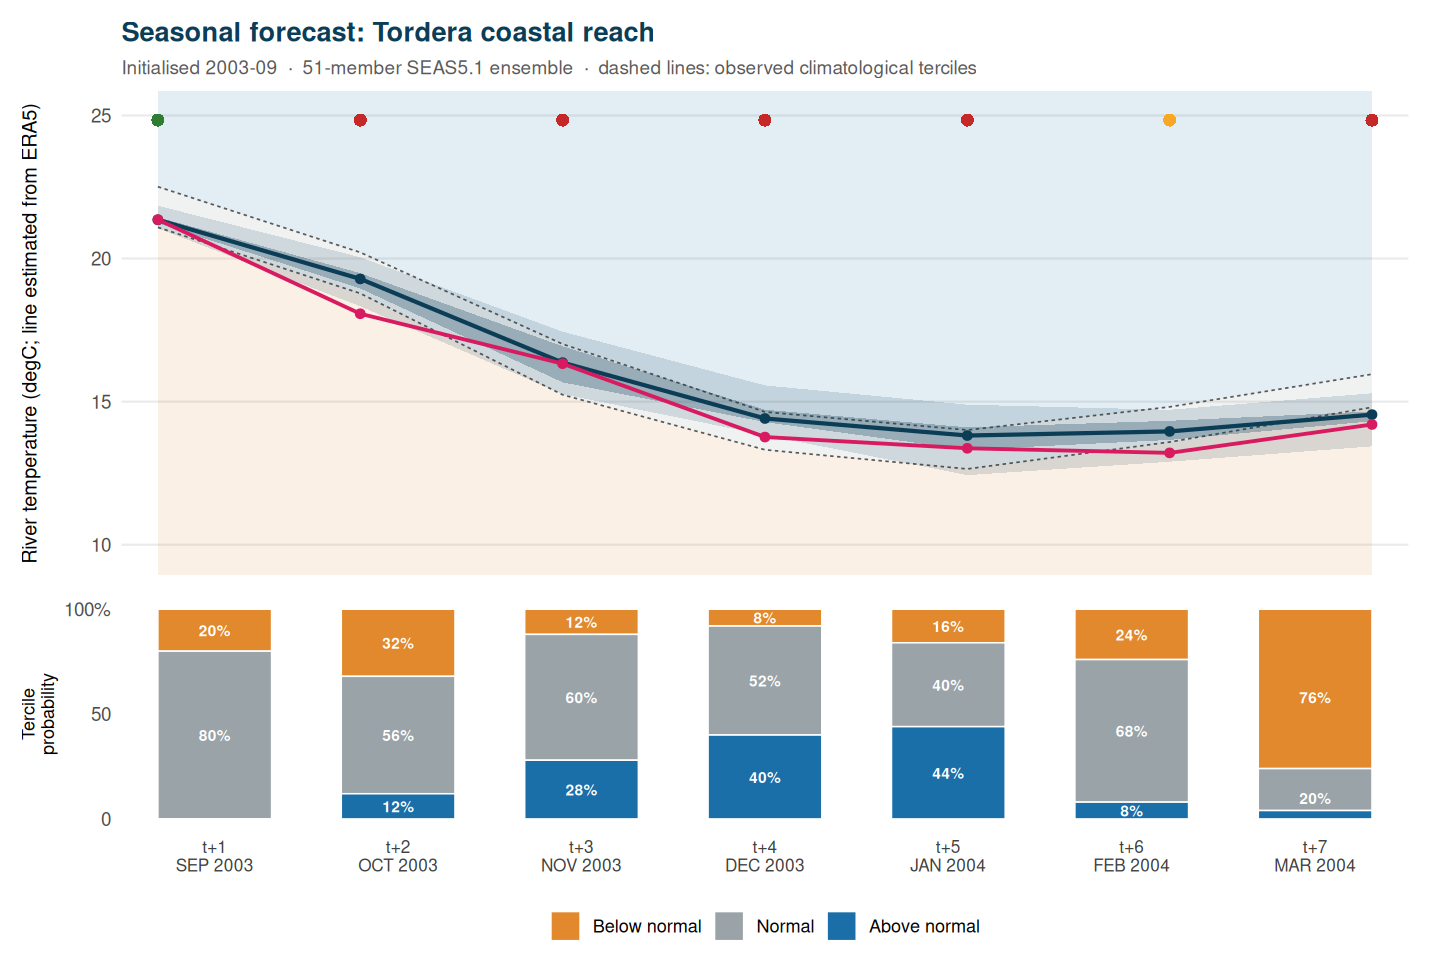 Seasonal forecast: Tordera coastal reach
Initialised 2003-09 · 51-member SEAS5.1 ensemble · dashed lines: observed climatological terciles
River temperature (degC; line estimated from ERA5)
25
20
15
10
Tercile
probability
100%
50
0
20%
80%
32%
56%
12%
12%
60%
28%
8%
52%
40%
16%
40%
44%
24%
68%
8%
76%
20%
t+1
SEP 2003
t+2
OCT 2003
t+3
NOV 2003
t+4
DEC 2003
t+5
JAN 2004
t+6
FEB 2004
t+7
MAR 2004
Below normal
Normal
Above normal